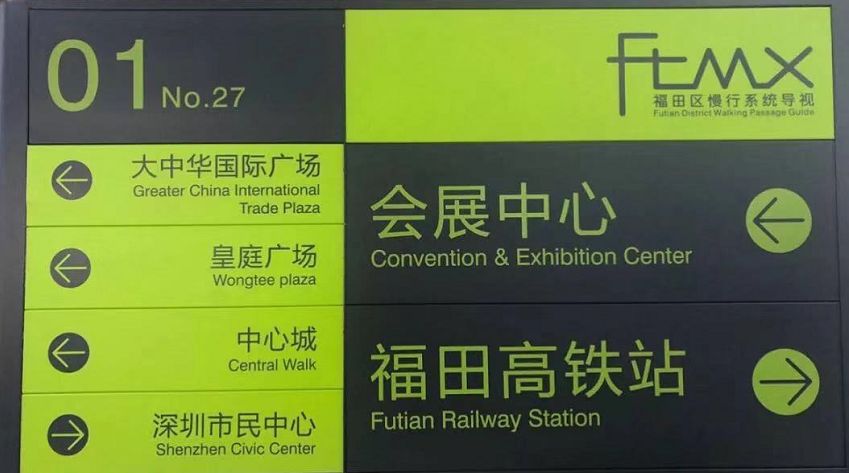 01 No.27
FTMX
福田区慢行系统导视
Futian District Walking Passage Guide
大中华国际广场
Greater China International
Trade Plaza
皇庭广场
Wongtee plaza
中心城
Central Walk
深圳市民中心
Shenzhen Civic Center
会展中心
Convention & Exhibition Center
福田高铁站
Futian Railway Station